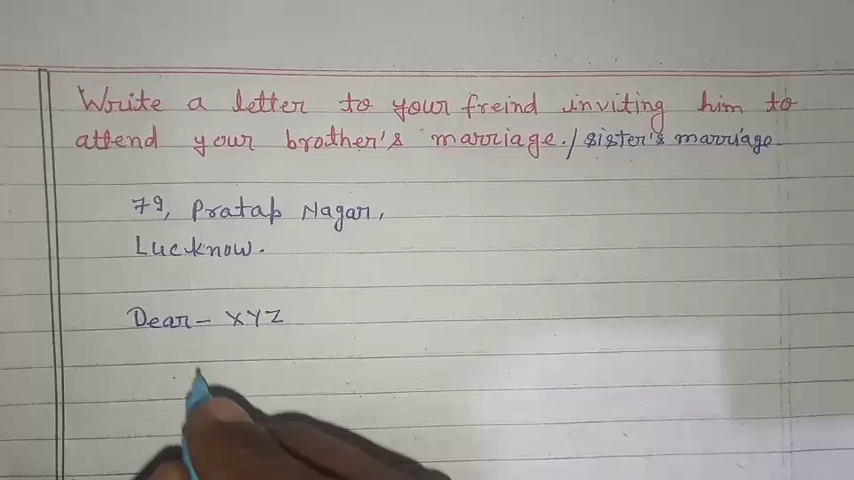 Write a letter to your freind inviting him to
attend your brother's marriage./sister's marriage.
79, Pratap Nagar,
Lucknow.
Dear- XYZ